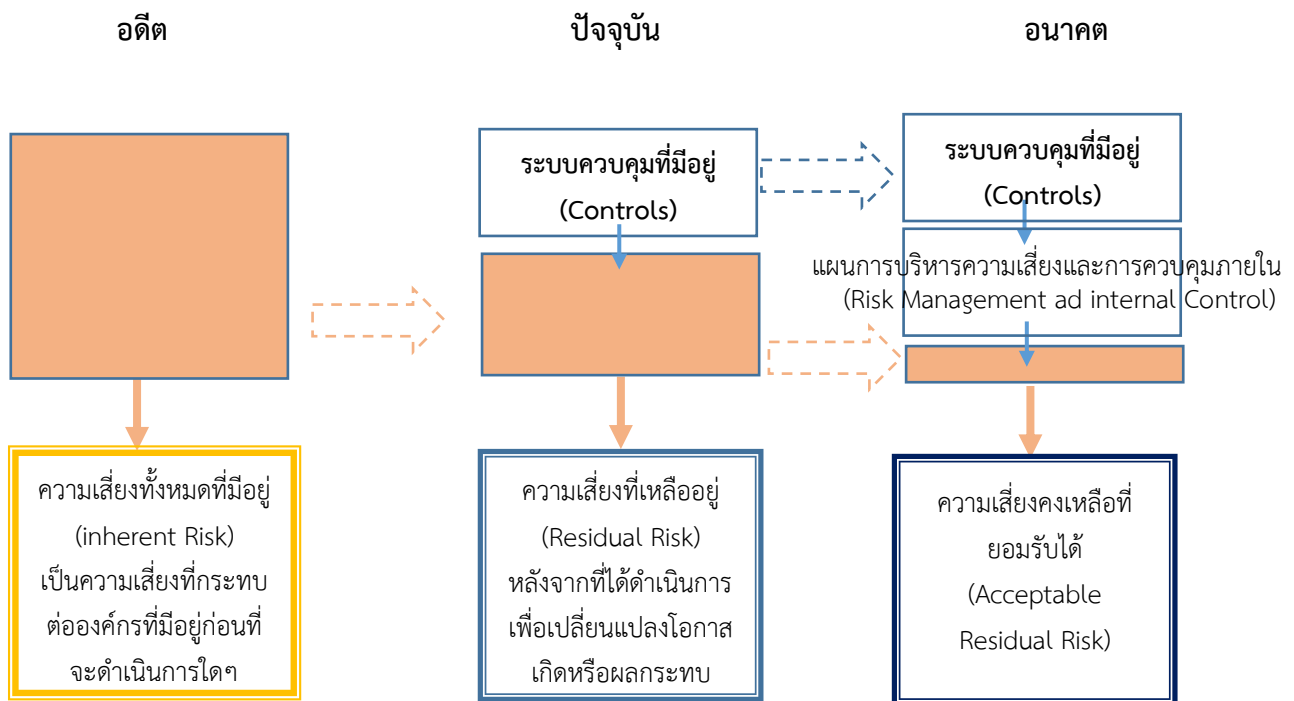 อดีต
ปัจจุบัน
อนาคต
ระบบควบคุมที่มีอยู่
(Controls)
ระบบควบคุมที่มีอยู่
(Controls)
แผนการบริหารความเสี่ยงและการควบคุมภายใน
(Risk Management ad internal Control)
ความเสี่ยงทั้งหมดที่มีอยู่
(inherent Risk)
เป็นความเสี่ยงที่กระทบ
ต่อองค์กรที่มีอยู่ก่อนที่
จะดำเนินการใดๆ
ความเสี่ยงที่เหลืออยู่
(Residual Risk)
หลังจากที่ได้ดำเนินการ
เพื่อเปลี่ยนแปลงโอกาส
เกิดหรือผลกระทบ
ความเสี่ยงคงเหลือที่
ยอมรับได้
(Acceptable
Residual Risk)